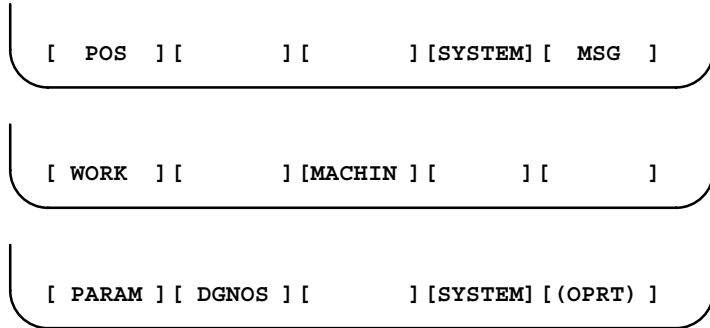 [ POS ] [ ] [ ] [SYSTEM] [ MSG ]
[ WORK ] [ ] [MACHIN ] [ ] [ ]
[ PARAM ] [ DGNOS ] [ ] [SYSTEM] [(OPRT) ]